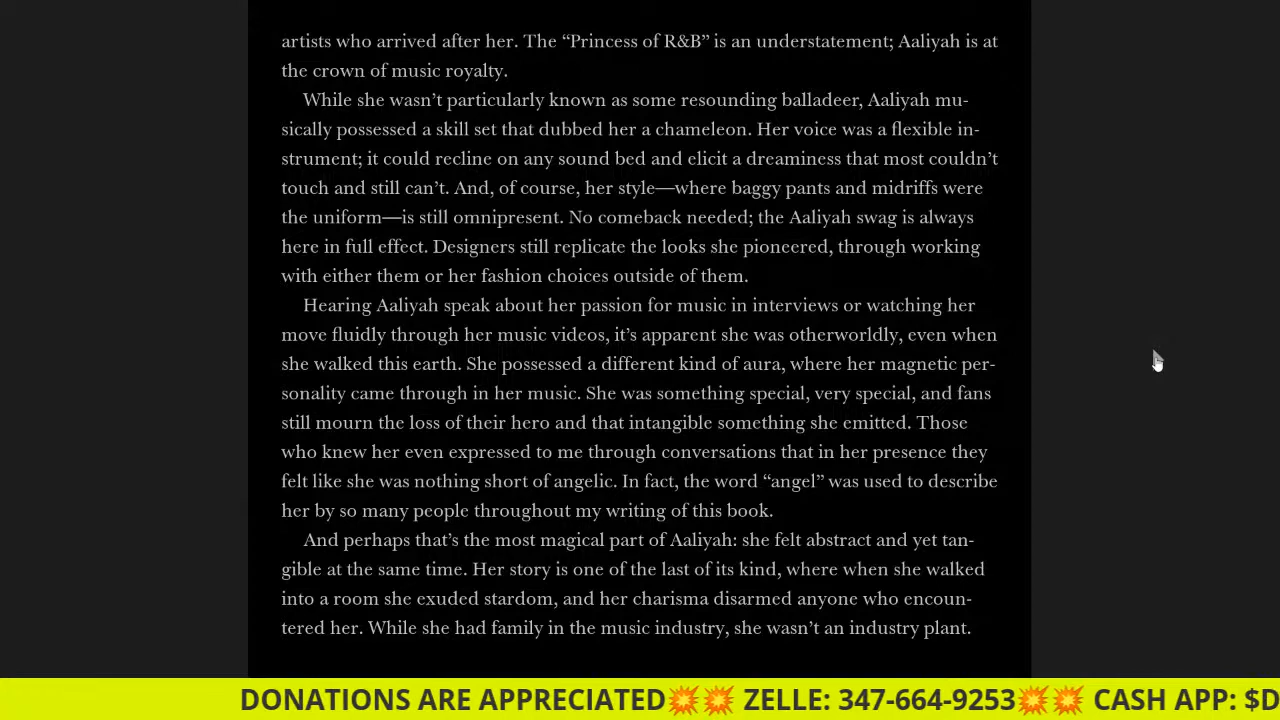 artists who arrived after her. The “Princess of R&B” is an understatement; Aaliyah is at
the crown of music royalty.
While she wasn’t particularly known as some resounding balladeer, Aaliyah mu-
sically possessed a skill set that dubbed her a chameleon. Her voice was a flexible in-
strument; it could recline on any sound bed and elicit a dreaminess that most couldn’t
touch and still can’t. And, of course, her style—where baggy pants and midriffs were
the uniform—is still omnipresent. No comeback needed; the Aaliyah swag is always
here in full effect. Designers still replicate the looks she pioneered, through working
with either them or her fashion choices outside of them.
Hearing Aaliyah speak about her passion for music in interviews or watching her
move fluidly through her music videos, it’s apparent she was otherworldly, even when
she walked this earth. She possessed a different kind of aura, where her magnetic per-
sonality came through in her music. She was something special, very special, and fans
still mourn the loss of their hero and that intangible something she emitted. Those
who knew her even expressed to me through conversations that in her presence they
felt like she was nothing short of angelic. In fact, the word “angel” was used to describe
her by so many people throughout my writing of this book.
And perhaps that’s the most magical part of Aaliyah: she felt abstract and yet tan-
gible at the same time. Her story is one of the last of its kind, where when she walked
into a room she exuded stardom, and her charisma disarmed anyone who encoun-
tered her. While she had family in the music industry, she wasn’t an industry plant.
DONATIONS ARE APPRECIATED💥💥 ZELLE: 347-664-9253💥💥 CASH APP: $D